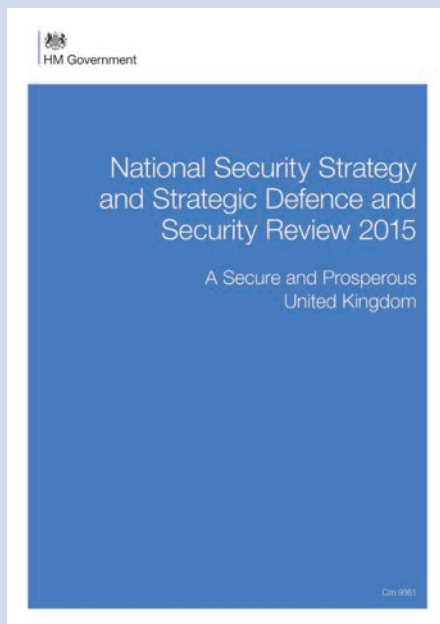 HM Government
National Security Strategy
and Strategic Defence and
Security Review 2015
A Secure and Prosperous
United Kingdom
Cm 9161